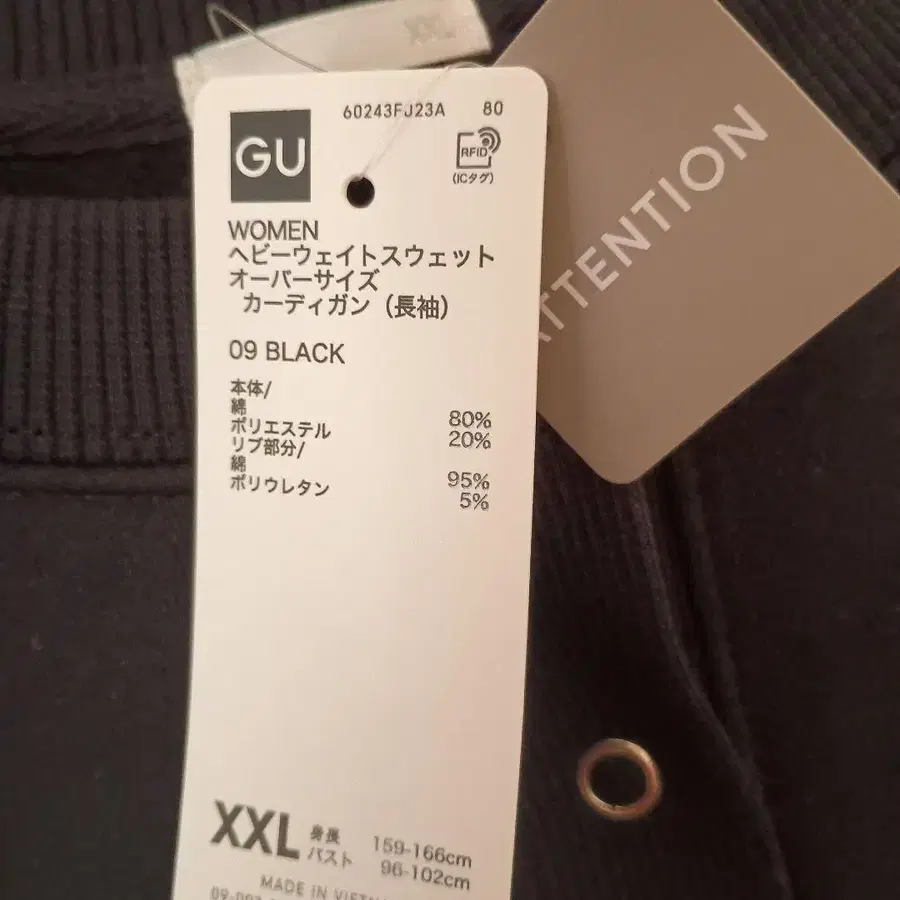 XXL
60243FJ23A 80
GU
RFID
(ICタグ)
ATTENTION
WOMEN
ヘビーウェイトスウェット
オーバーサイズ
カーディガン（長袖）
09 BLACK
本体/
綿 80%
ポリエステル 20%
リブ部分/
綿 95%
ポリウレタン 5%
XXL 身長 159-166cm
バスト 96-102cm
MADE IN